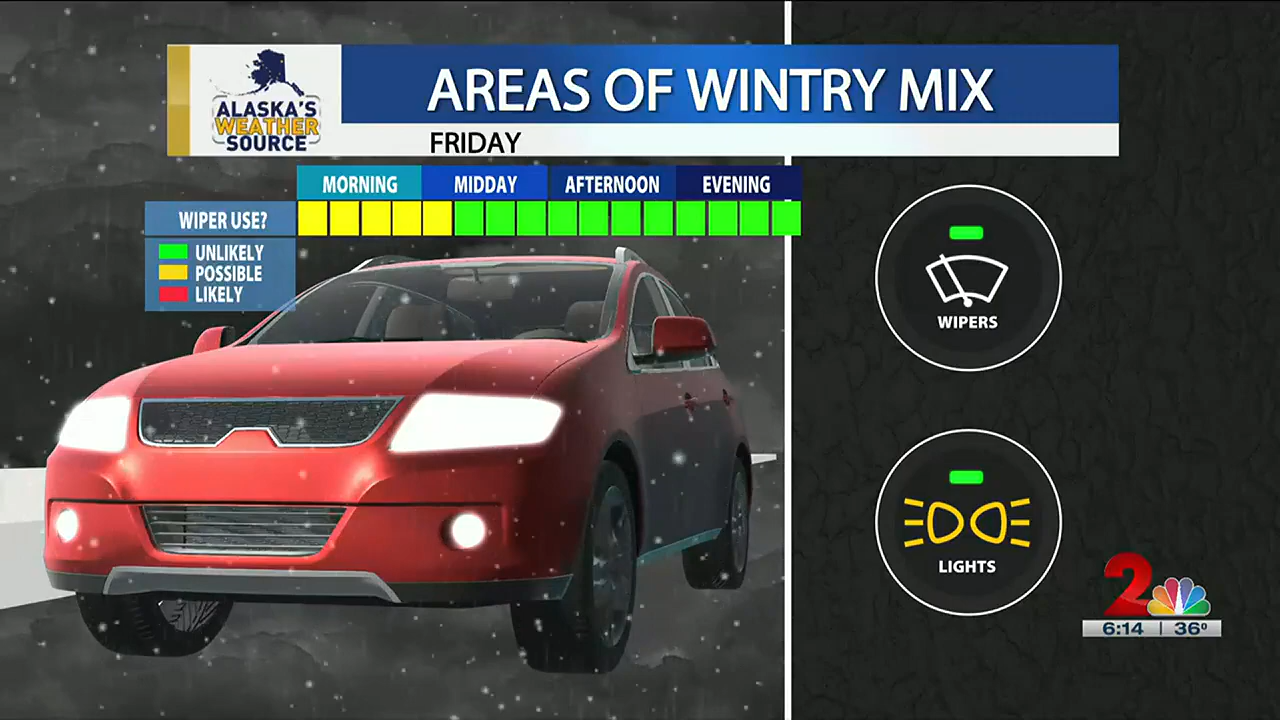 ALASKA'S
WEATHER
SOURCE
AREAS OF WINTRY MIX
FRIDAY
MORNING MIDDAY AFTERNOON EVENING
WIPER USE?
UNLIKELY
POSSIBLE
LIKELY
WIPERS
LIGHTS
2
6:14 | 36º